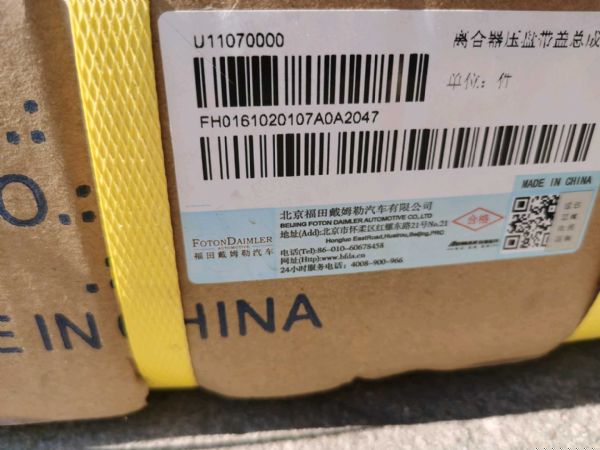 U11070000
离合器压盘带盖总成
单位：件
FH0161020107A0A2047
MADE IN CHINA
北京福田戴姆勒汽车有限公司
BEIJING FOTON DAIMLER AUTOMOTIVE CO.,LTD
地址(Add):北京市怀柔区红螺东路21号No.21
Hongluo EastRoad,Huairou,Beijing,PRC
电话(Tel):86-010-60678458
网址(Http):www.bfda.cn
24小时服务电话：4008-900-966
FOTONDAIMLER
AUTOMOTIVE
福田戴姆勒汽车
合格
O.
E IN CHINA